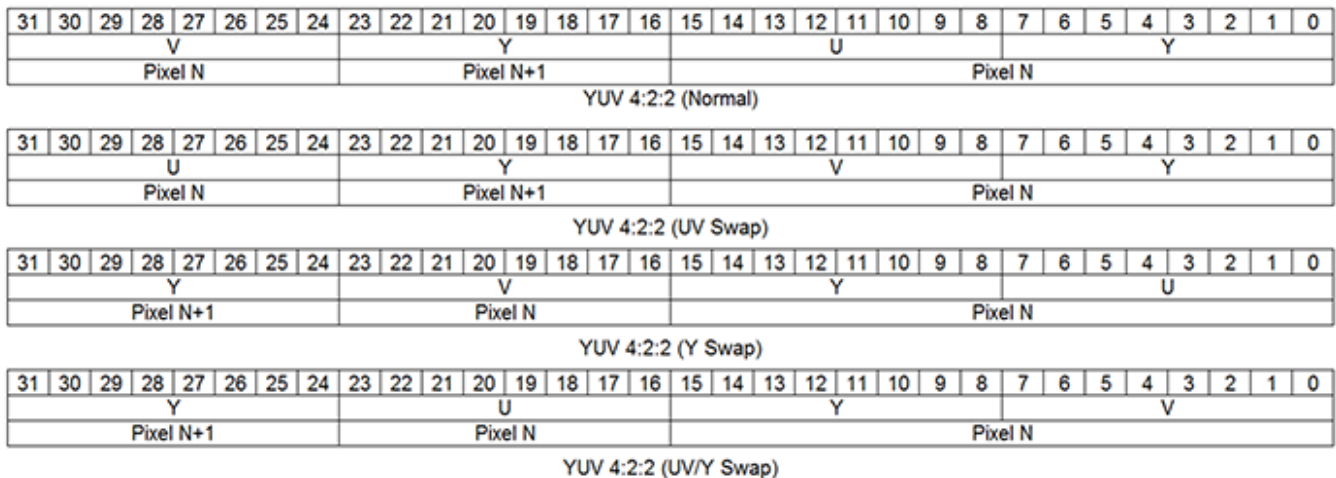 31 30 29 28 27 26 25 24 23 22 21 20 19 18 17 16 15 14 13 12 11 10 9 8 7 6 5 4 3 2 1 0
V Y U Y
Pixel N Pixel N+1 Pixel N
YUV 4:2:2 (Normal)
31 30 29 28 27 26 25 24 23 22 21 20 19 18 17 16 15 14 13 12 11 10 9 8 7 6 5 4 3 2 1 0
U Y V Y
Pixel N Pixel N+1 Pixel N
YUV 4:2:2 (UV Swap)
31 30 29 28 27 26 25 24 23 22 21 20 19 18 17 16 15 14 13 12 11 10 9 8 7 6 5 4 3 2 1 0
Y V Y U
Pixel N+1 Pixel N Pixel N
YUV 4:2:2 (Y Swap)
31 30 29 28 27 26 25 24 23 22 21 20 19 18 17 16 15 14 13 12 11 10 9 8 7 6 5 4 3 2 1 0
Y U Y V
Pixel N+1 Pixel N Pixel N
YUV 4:2:2 (UV/Y Swap)